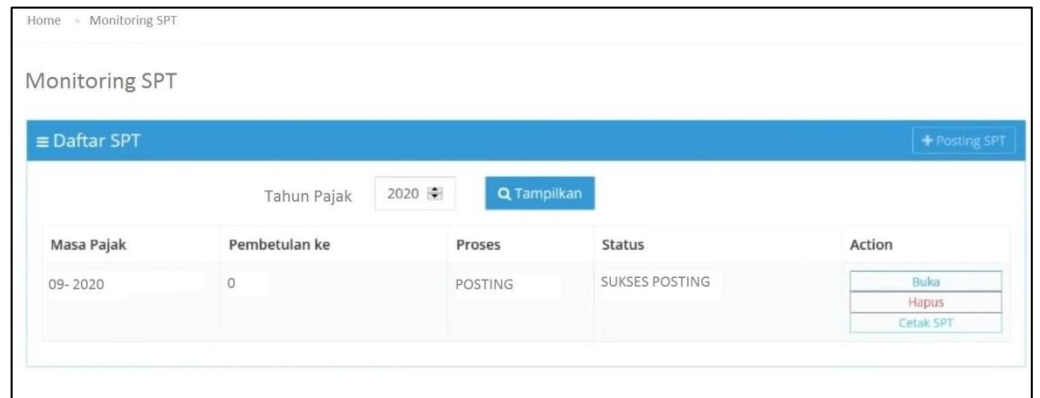 Home Monitoring SPT
Monitoring SPT
Daftar SPT + Posting SPT
Tahun Pajak 2020 Tampilkan
Masa Pajak Pembetulan ke Proses Status Action
09- 2020 0 POSTING SUKSES POSTING Buka
Hapus
Cetak SPT